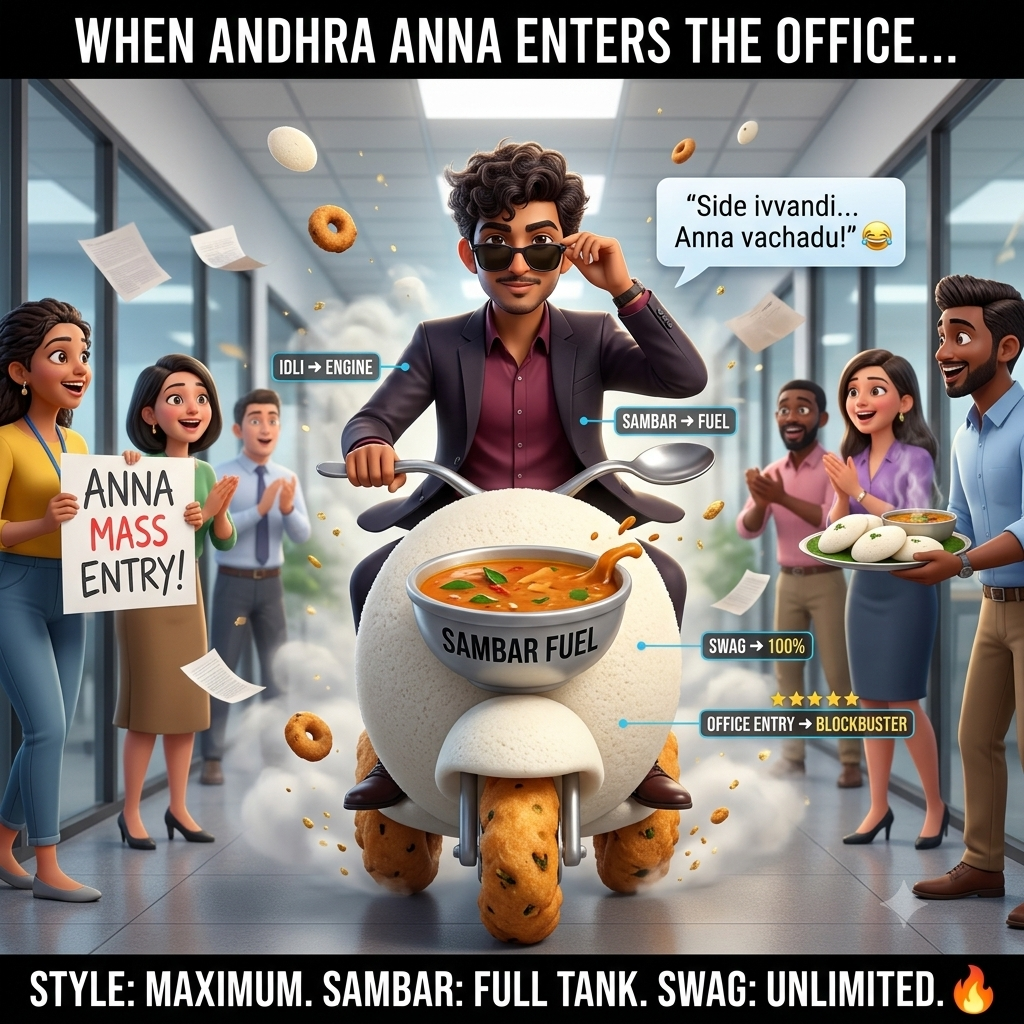 WHEN ANDHRA ANNA ENTERS THE OFFICE...
“Side ivvandi...
Anna vachadu!”😂
IDLI → ENGINE
SAMBAR → FUEL
ANNA
MASS
ENTRY!
SAMBAR FUEL
SWAG → 100%
★★★★★
OFFICE ENTRY → BLOCKBUSTER
STYLE: MAXIMUM. SAMBAR: FULL TANK. SWAG: UNLIMITED.🔥